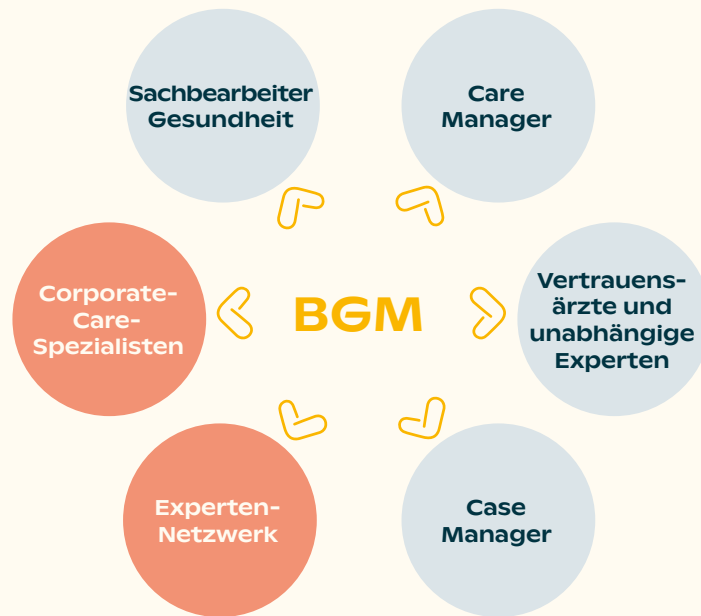 Sachbearbeiter
Gesundheit
Care
Manager
Corporate-
Care-
Spezialisten
BGM
Vertrauens-
ärzte und
unabhängige
Experten
Experten-
Netzwerk
Case
Manager